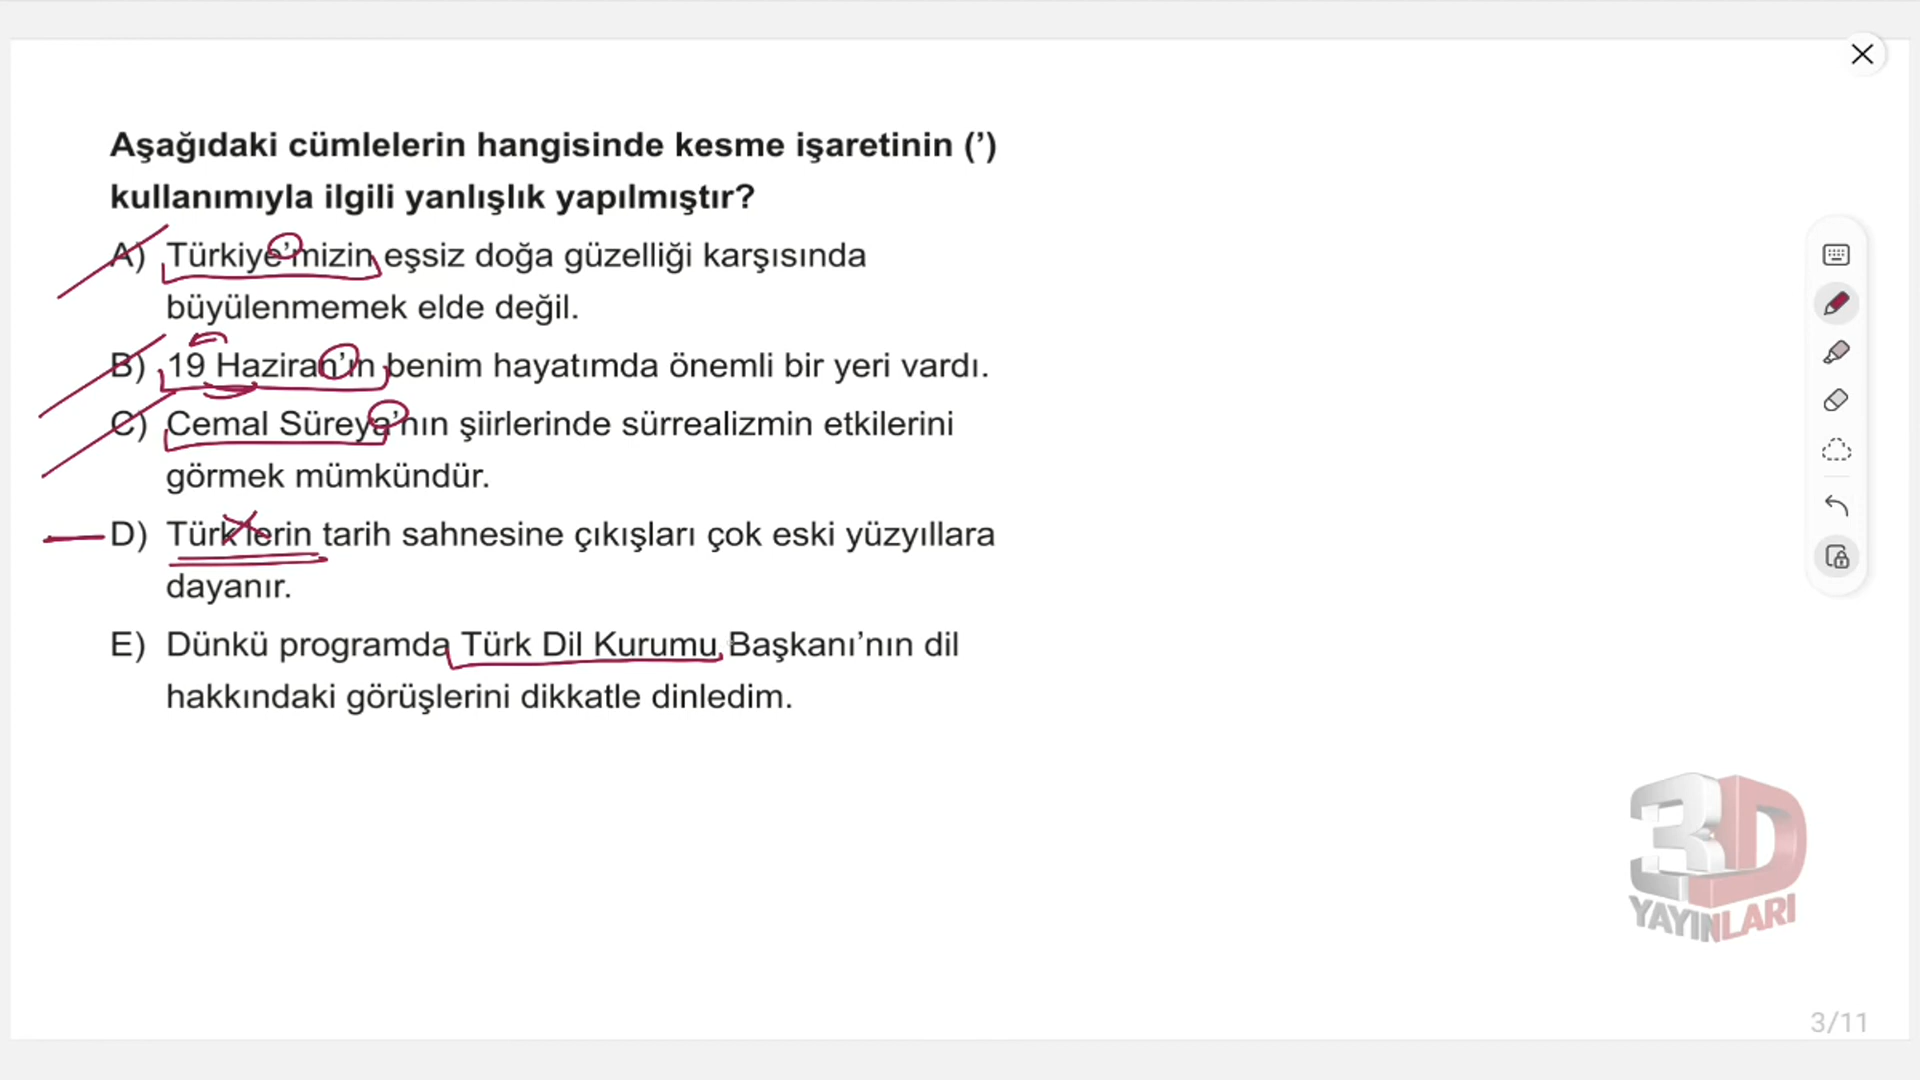 Aşağıdaki cümlelerin hangisinde kesme işaretinin (’)
kullanımıyla ilgili yanlışlık yapılmıştır?
A) Türkiye’mizin eşsiz doğa güzelliği karşısında
büyülenmemek elde değil.
B) 19 Haziran’ın benim hayatımda önemli bir yeri vardı.
C) Cemal Süreya’nın şiirlerinde sürrealizmin etkilerini
görmek mümkündür.
D) Türk’lerin tarih sahnesine çıkışları çok eski yüzyıllara
dayanır.
E) Dünkü programda Türk Dil Kurumu Başkanı’nın dil
hakkındaki görüşlerini dikkatle dinledim.
3D
YAYINLARI
3/11